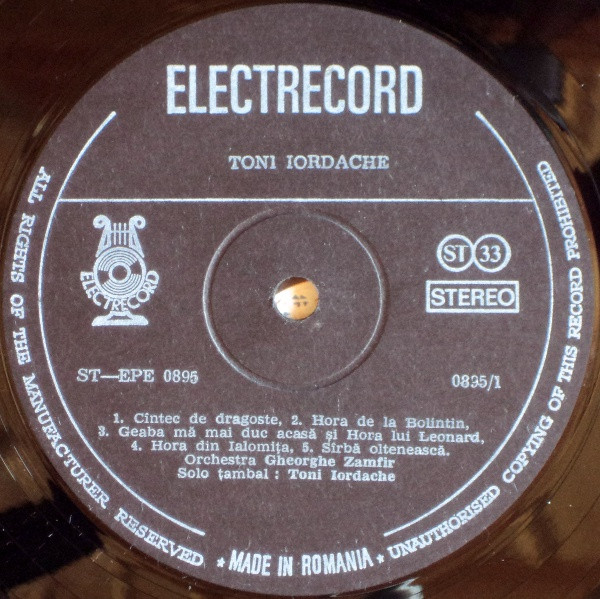 ELECTRECORD
TONI IORDACHE
ELECTRECORD
ST 33
STEREO
ST—EPE 0895
0895/1
1. Cîntec de dragoste, 2. Hora de la Bolintin,
3. Geaba mă mai duc acasă și Hora lui Leonard,
4. Hora din Ialomița, 5. Sîrbă oltenească.
Orchestra Gheorghe Zamfir
Solo țambal : Toni Iordache
ALL RIGHTS OF THE MANUFACTURER RESERVED ★ MADE IN ROMANIA ★ UNAUTHORISED COPYING OF THIS RECORD PROHIBITED